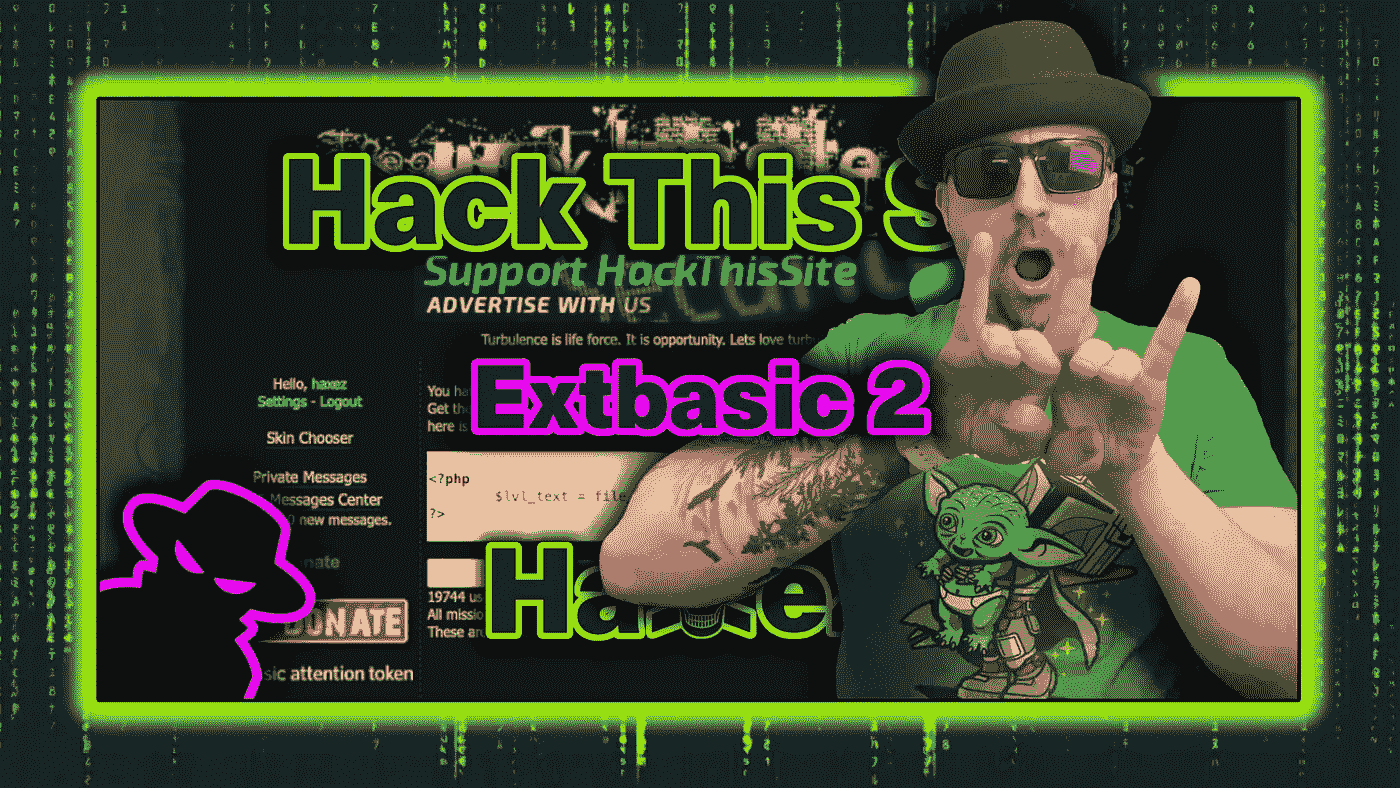 Hack This S
Support HackThisSite
ADVERTISE WITH US
Turbulence is life force. It is opportunity. Lets love turb
Hello, haxez
Settings - Logout
Skin Chooser
Private Messages
Messages Center
0 new messages.
You ha
Get th
here is
Extbasic 2
<?php
$lvl_text = file
?>
DONATE
19744 us
All missio
These ar
sic attention token